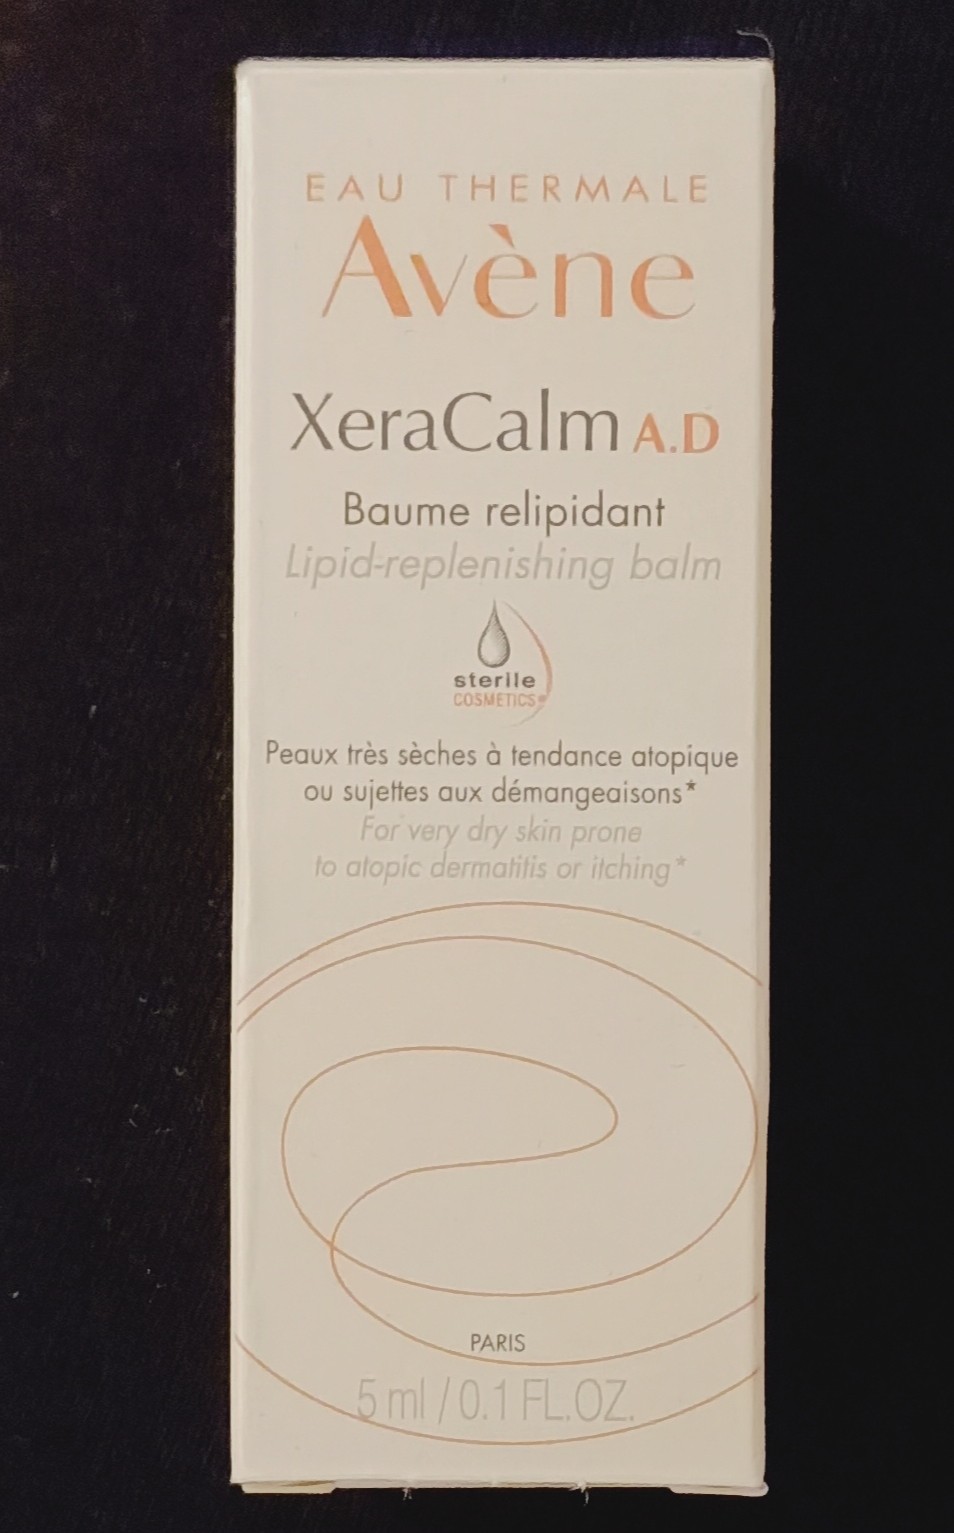 EAU THERMALE
Avène
XeraCalm A.D
Baume relipidant
Lipid-replenishing balm
sterile
COSMETICS®
Peaux très sèches à tendance atopique
ou sujettes aux démangeaisons*
For very dry skin prone
to atopic dermatitis or itching*
PARIS
5 ml / 0.1 FL.OZ.